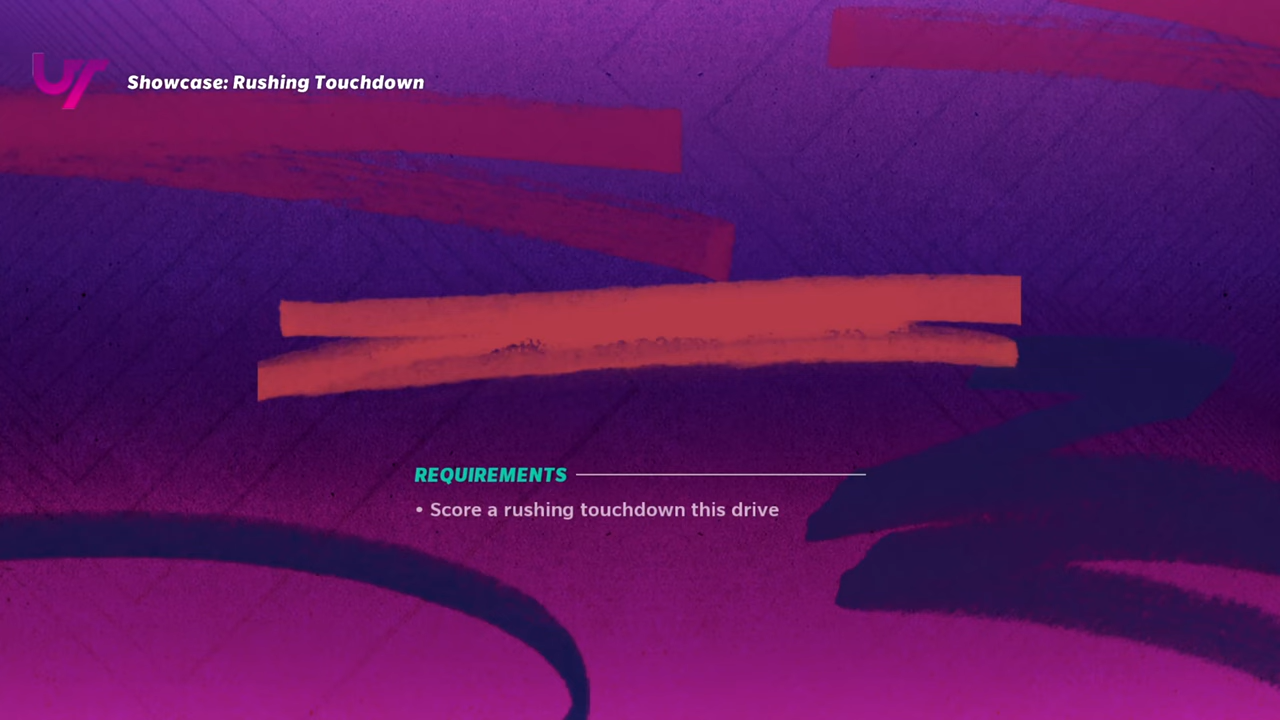 Showcase: Rushing Touchdown
REQUIREMENTS
• Score a rushing touchdown this drive